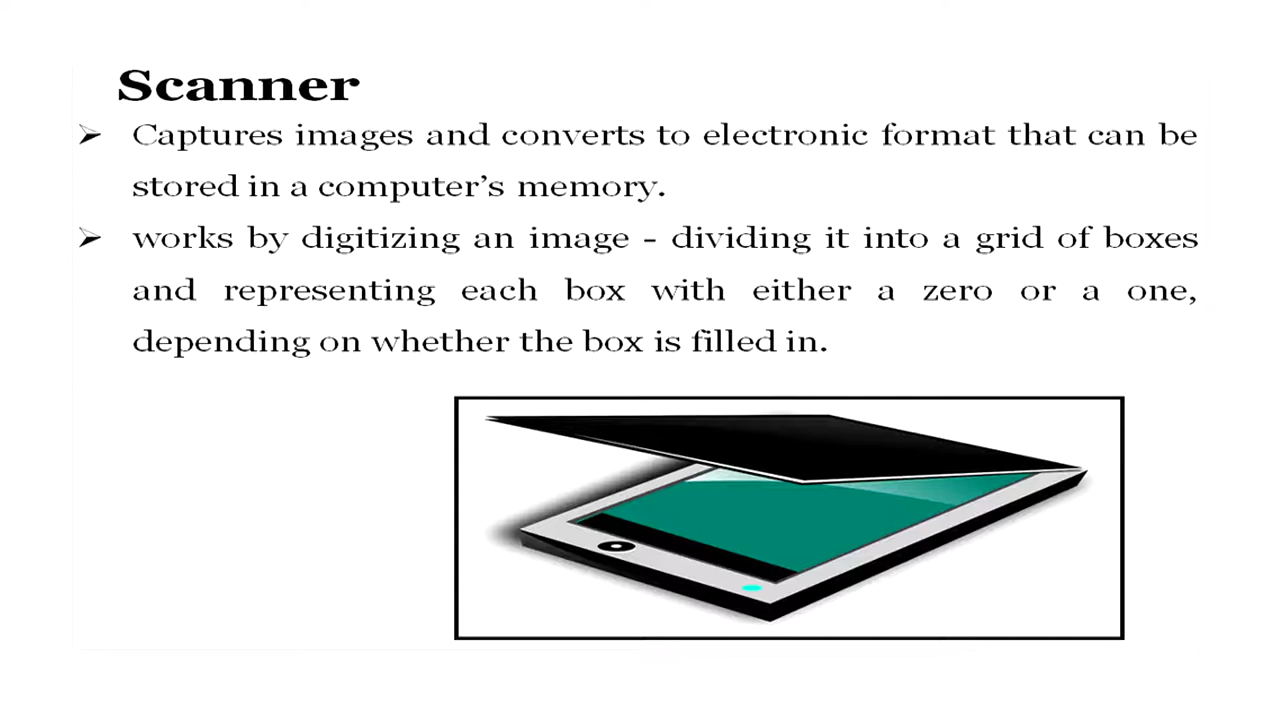 Scanner
➢ Captures images and converts to electronic format that can be
stored in a computer’s memory.
➢ works by digitizing an image - dividing it into a grid of boxes
and representing each box with either a zero or a one,
depending on whether the box is filled in.